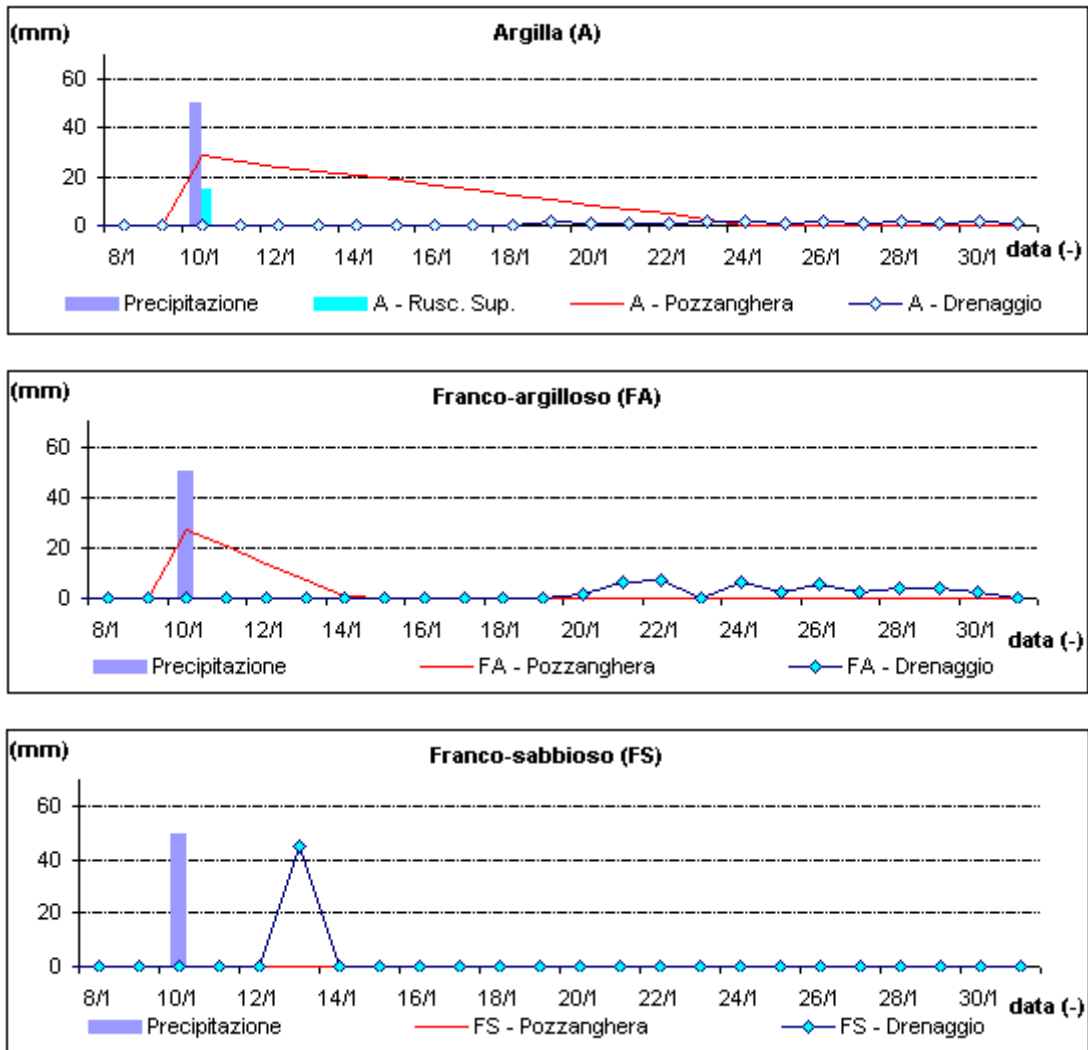 (mm)
Argilla (A)
60
40
20
0
8/1 10/1 12/1 14/1 16/1 18/1 20/1 22/1 24/1 26/1 28/1 30/1
data (-)
Precipitazione A - Rusc. Sup. A - Pozzanghera A - Drenaggio
(mm)
Franco-argilloso (FA)
60
40
20
0
8/1 10/1 12/1 14/1 16/1 18/1 20/1 22/1 24/1 26/1 28/1 30/1
data (-)
Precipitazione FA - Pozzanghera FA - Drenaggio
(mm)
Franco-sabbioso (FS)
60
40
20
0
8/1 10/1 12/1 14/1 16/1 18/1 20/1 22/1 24/1 26/1 28/1 30/1
data (-)
Precipitazione FS - Pozzanghera FS - Drenaggio